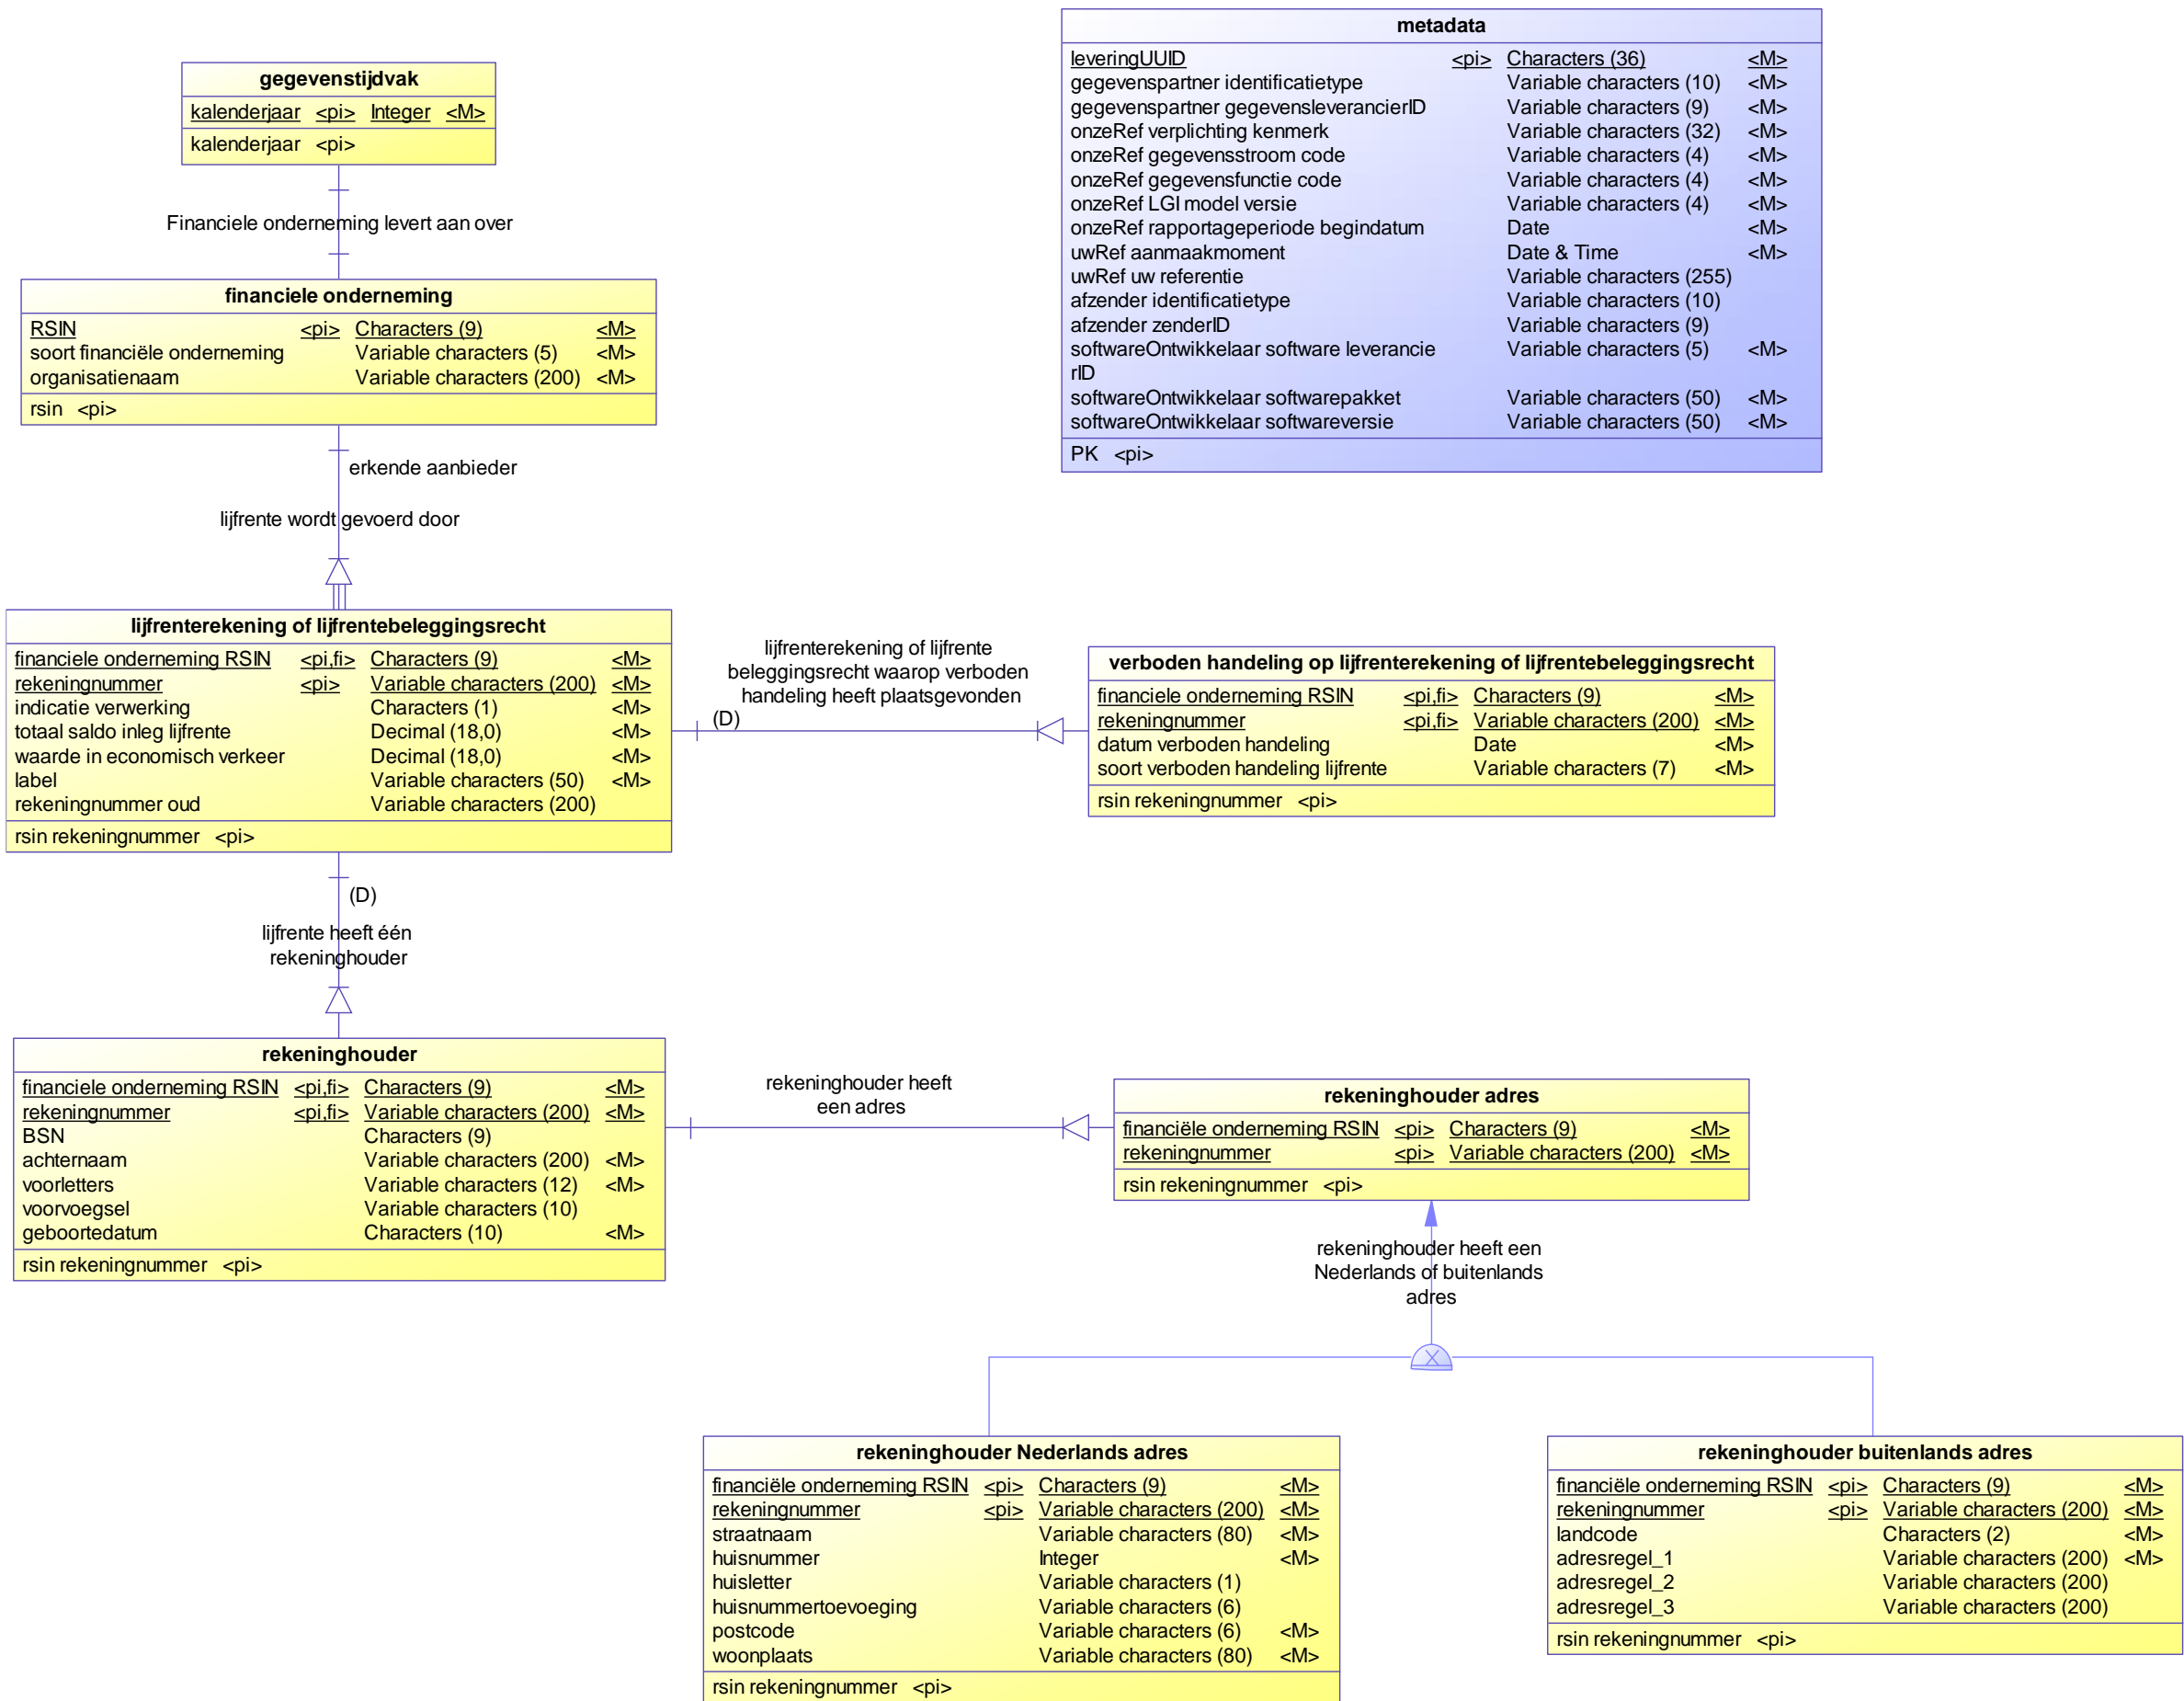 metadata
leveringUUID <pi> Characters (36) <M>
gegevenspartner identificatietype Variable characters (10) <M>
gegevenspartner gegevensleverancierID Variable characters (9) <M>
onzeRef verplichting kenmerk Variable characters (32) <M>
onzeRef gegevensstroom code Variable characters (4) <M>
onzeRef gegevensfunctie code Variable characters (4) <M>
onzeRef LGI model versie Variable characters (4) <M>
onzeRef rapportageperiode begindatum Date <M>
uwRef aanmaakmoment Date & Time <M>
uwRef uw referentie Variable characters (255)
afzender identificatietype Variable characters (10)
afzender zenderID Variable characters (9)
softwareOntwikkelaar software leverancie Variable characters (5) <M>
rID
softwareOntwikkelaar softwarepakket Variable characters (50) <M>
softwareOntwikkelaar softwareversie Variable characters (50) <M>
PK <pi>
gegevenstijdvak
kalenderjaar <pi> Integer <M>
kalenderjaar <pi>
Financiele onderneming levert aan over
financiele onderneming
RSIN <pi> Characters (9) <M>
soort financiële onderneming Variable characters (5) <M>
organisatienaam Variable characters (200) <M>
rsin <pi>
erkende aanbieder
lijfrente wordt gevoerd door
lijfrenterekening of lijfrentebeleggingsrecht
financiele onderneming RSIN <pi,fi> Characters (9) <M>
rekeningnummer <pi> Variable characters (200) <M>
indicatie verwerking Characters (1) <M>
totaal saldo inleg lijfrente Decimal (18,0) <M>
waarde in economisch verkeer Decimal (18,0) <M>
label Variable characters (50) <M>
rekeningnummer oud Variable characters (200)
rsin rekeningnummer <pi>
lijfrenterekening of lijfrente
beleggingsrecht waarop verboden
handeling heeft plaatsgevonden
(D)
verboden handeling op lijfrenterekening of lijfrentebeleggingsrecht
financiele onderneming RSIN <pi,fi> Characters (9) <M>
rekeningnummer <pi,fi> Variable characters (200) <M>
datum verboden handeling Date <M>
soort verboden handeling lijfrente Variable characters (7) <M>
rsin rekeningnummer <pi>
(D)
lijfrente heeft één
rekeninghouder
rekeninghouder
financiele onderneming RSIN <pi,fi> Characters (9) <M>
rekeningnummer <pi,fi> Variable characters (200) <M>
BSN Characters (9)
achternaam Variable characters (200) <M>
voorletters Variable characters (12) <M>
voorvoegsel Variable characters (10)
geboortedatum Characters (10) <M>
rsin rekeningnummer <pi>
rekeninghouder heeft
een adres
rekeninghouder adres
financiële onderneming RSIN <pi> Characters (9) <M>
rekeningnummer <pi> Variable characters (200) <M>
rsin rekeningnummer <pi>
rekeninghouder heeft een
Nederlands of buitenlands
adres
rekeninghouder Nederlands adres
financiële onderneming RSIN <pi> Characters (9) <M>
rekeningnummer <pi> Variable characters (200) <M>
straatnaam Variable characters (80) <M>
huisnummer Integer <M>
huisletter Variable characters (1)
huisnummertoevoeging Variable characters (6)
postcode Variable characters (6) <M>
woonplaats Variable characters (80) <M>
rsin rekeningnummer <pi>
rekeninghouder buitenlands adres
financiële onderneming RSIN <pi> Characters (9) <M>
rekeningnummer <pi> Variable characters (200) <M>
landcode Characters (2) <M>
adresregel_1 Variable characters (200) <M>
adresregel_2 Variable characters (200)
adresregel_3 Variable characters (200)
rsin rekeningnummer <pi>